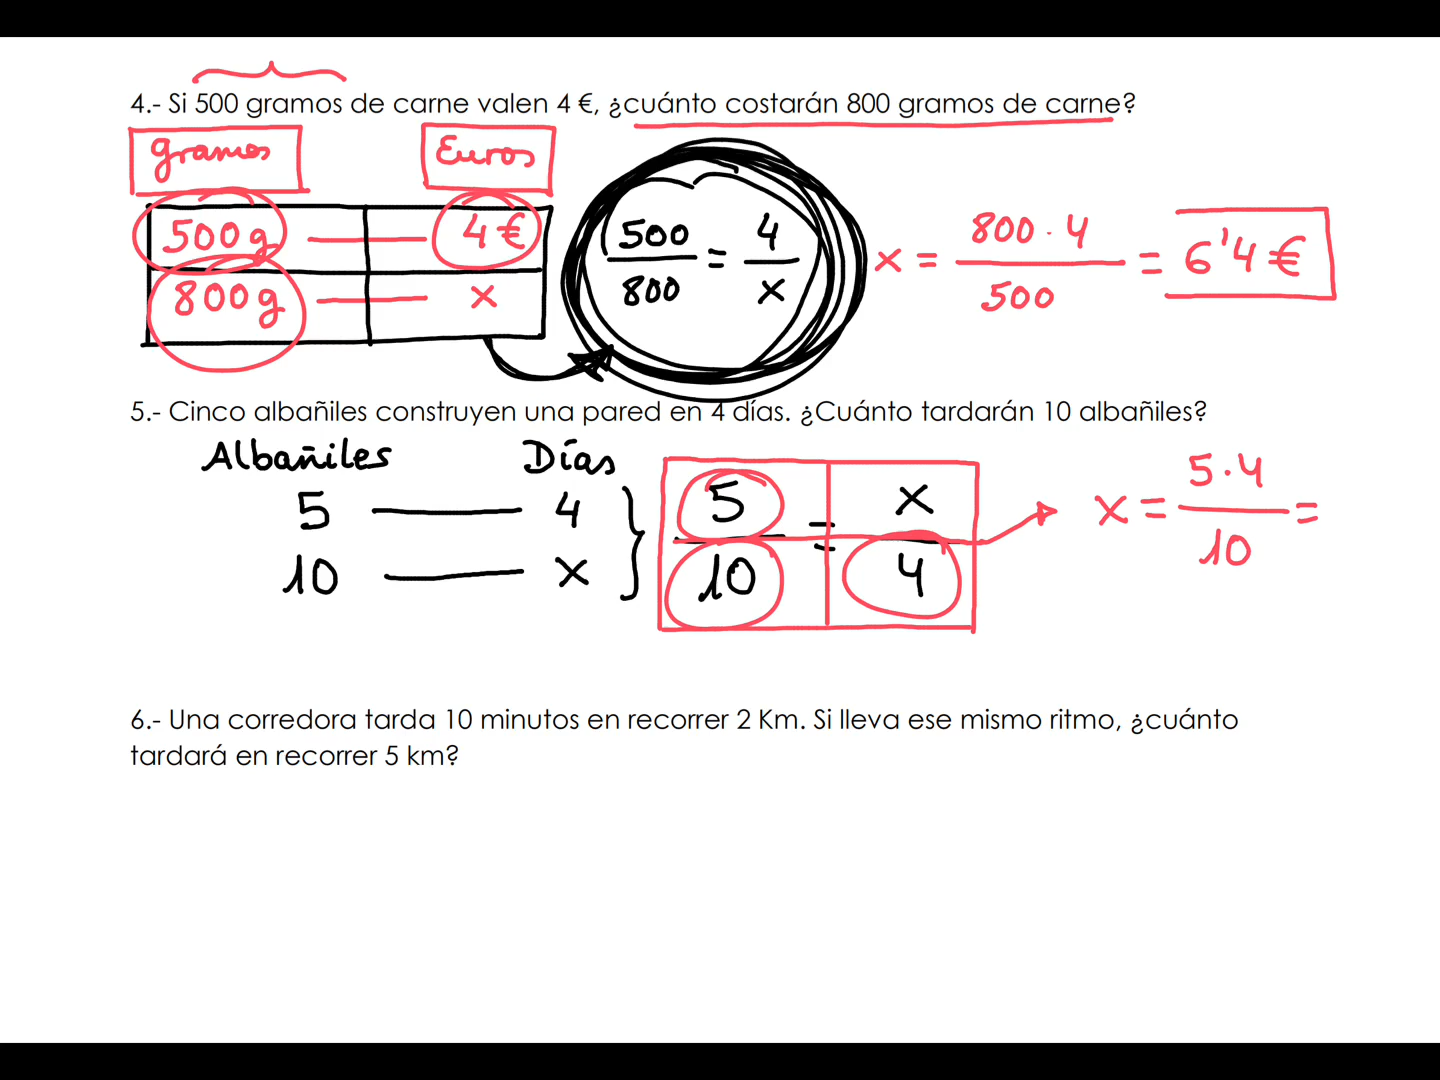 4.- Si 500 gramos de carne valen 4 €, ¿cuánto costarán 800 gramos de carne?
gramos Euros
500g 4€
800g x
500/800 = 4/x
x = 800·4/500 = 6'4€
5.- Cinco albañiles construyen una pared en 4 días. ¿Cuánto tardarán 10 albañiles?
Albañiles Días
5 4
10 x
5/10 = x/4
x = 5·4/10 =
6.- Una corredora tarda 10 minutos en recorrer 2 Km. Si lleva ese mismo ritmo, ¿cuánto
tardará en recorrer 5 km?